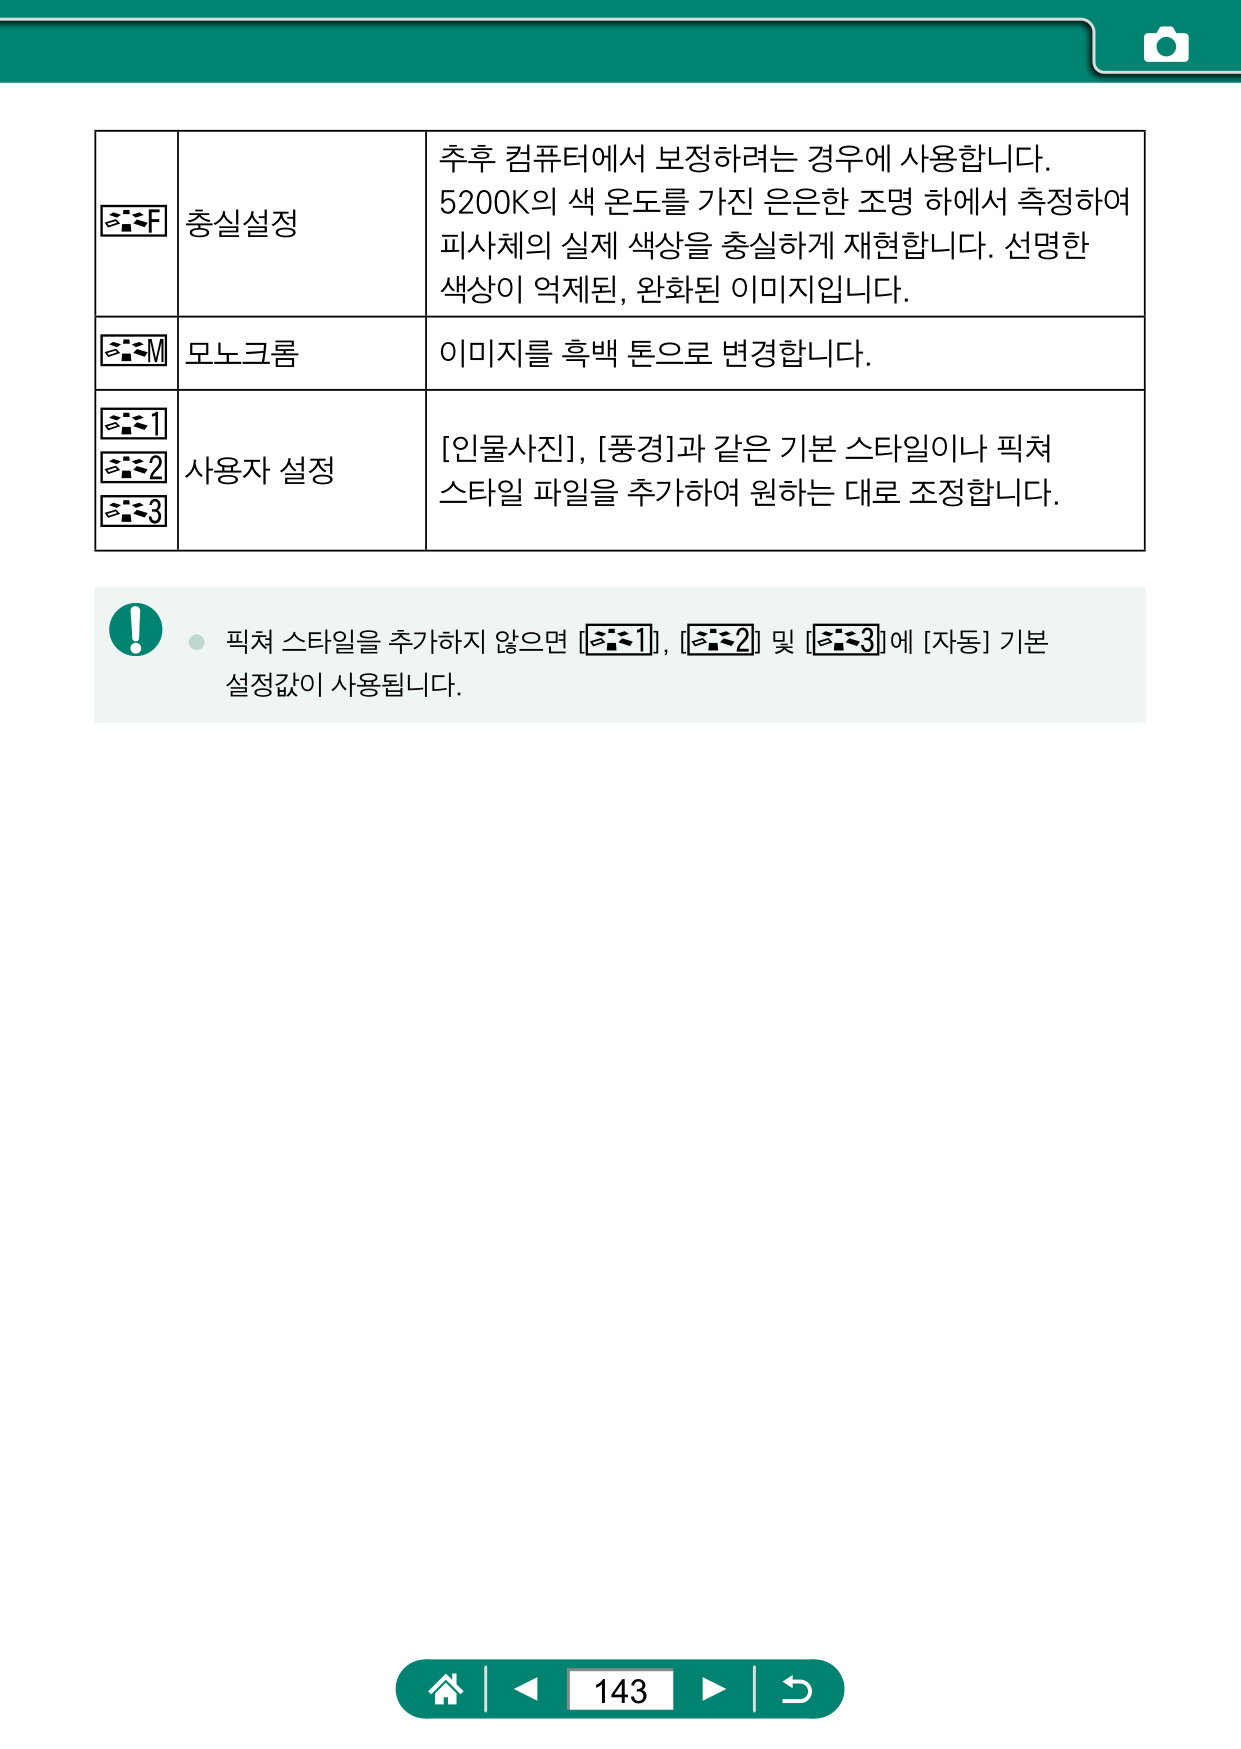 F
충실설정
추후 컴퓨터에서 보정하려는 경우에 사용합니다.
5200K의 색 온도를 가진 은은한 조명 하에서 측정하여
피사체의 실제 색상을 충실하게 재현합니다. 선명한
색상이 억제된, 완화된 이미지입니다.
M
모노크롬
이미지를 흑백 톤으로 변경합니다.
1
2
3
사용자 설정
[인물사진], [풍경]과 같은 기본 스타일이나 픽쳐
스타일 파일을 추가하여 원하는 대로 조정합니다.
픽쳐 스타일을 추가하지 않으면 [1], [2] 및 [3]에 [자동] 기본
설정값이 사용됩니다.
143